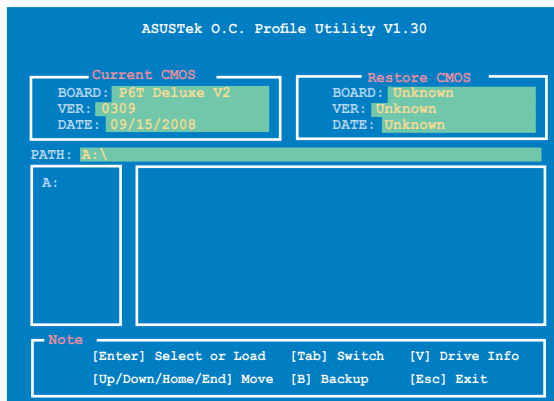 ASUSTek O.C. Profile Utility V1.30
Current CMOS
BOARD: P6T Deluxe V2
VER: 0309
DATE: 09/15/2008
Restore CMOS
BOARD: Unknown
VER: Unknown
DATE: Unknown
PATH: A:\
A:
Note
[Enter] Select or Load [Tab] Switch [V] Drive Info
[Up/Down/Home/End] Move [B] Backup [Esc] Exit